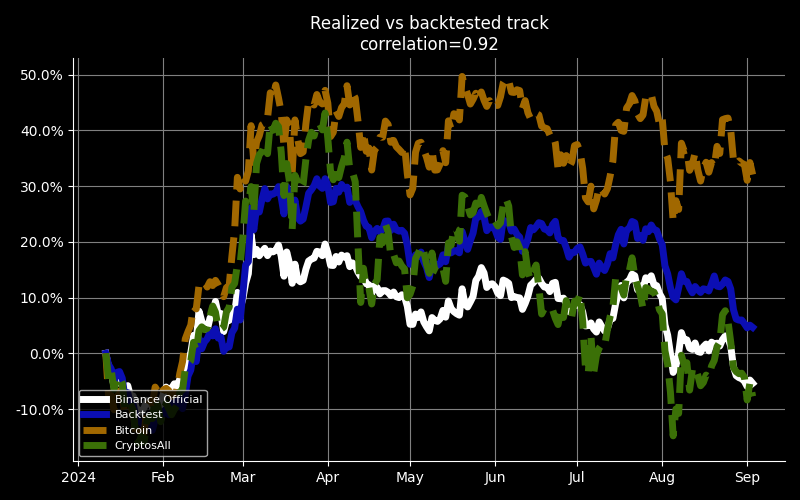 Realized vs backtested track
correlation=0.92
50.0%
40.0%
30.0%
20.0%
10.0%
0.0%
-10.0%
Binance Official
Backtest
Bitcoin
CryptosAll
2024 Feb Mar Apr May Jun Jul Aug Sep